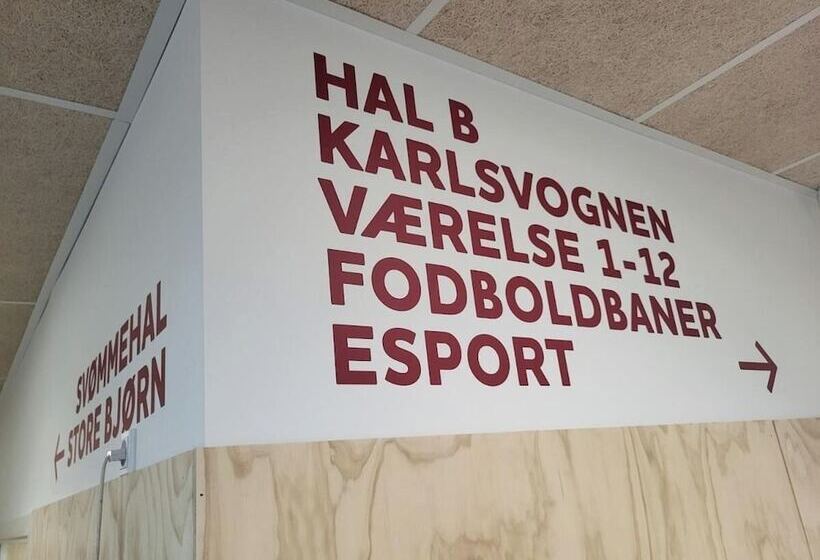 HAL B
KARLSVOGNEN
VÆRELSE 1-12
FODBOLDBANER
ESPORT →
SVØMMEHAL
← STORE BJØRN